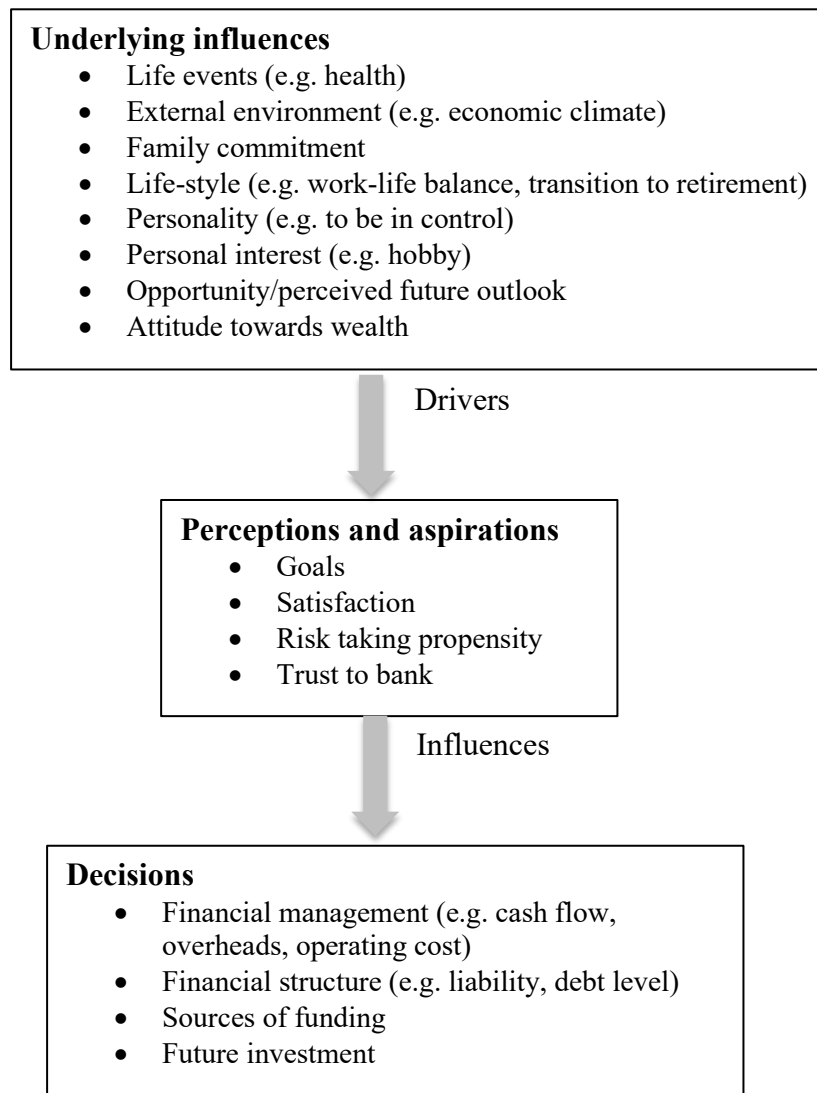 Underlying influences
• Life events (e.g. health)
• External environment (e.g. economic climate)
• Family commitment
• Life-style (e.g. work-life balance, transition to retirement)
• Personality (e.g. to be in control)
• Personal interest (e.g. hobby)
• Opportunity/perceived future outlook
• Attitude towards wealth
Drivers
Perceptions and aspirations
• Goals
• Satisfaction
• Risk taking propensity
• Trust to bank
Influences
Decisions
• Financial management (e.g. cash flow,
overheads, operating cost)
• Financial structure (e.g. liability, debt level)
• Sources of funding
• Future investment